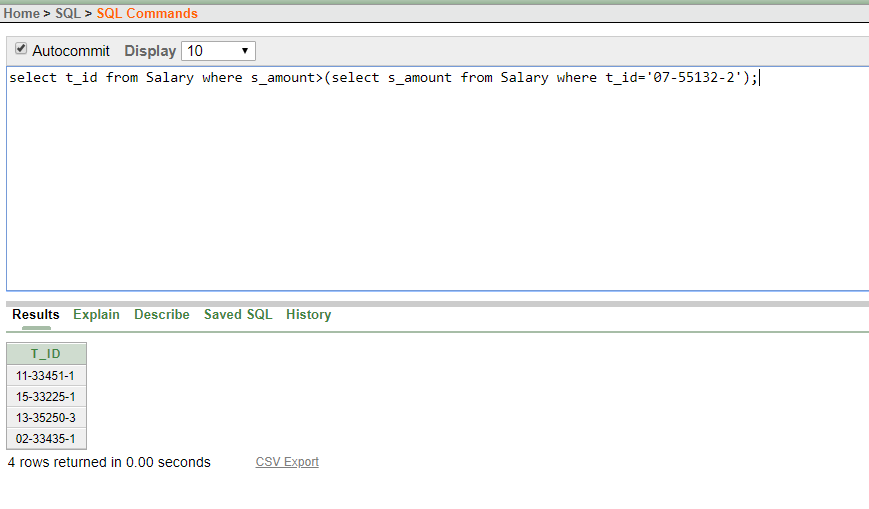 Home > SQL > SQL Commands
Autocommit Display 10
select t_id from Salary where s_amount>(select s_amount from Salary where t_id='07-55132-2');
Results Explain Describe Saved SQL History
T_ID
11-33451-1
15-33225-1
13-35250-3
02-33435-1
4 rows returned in 0.00 seconds CSV Export